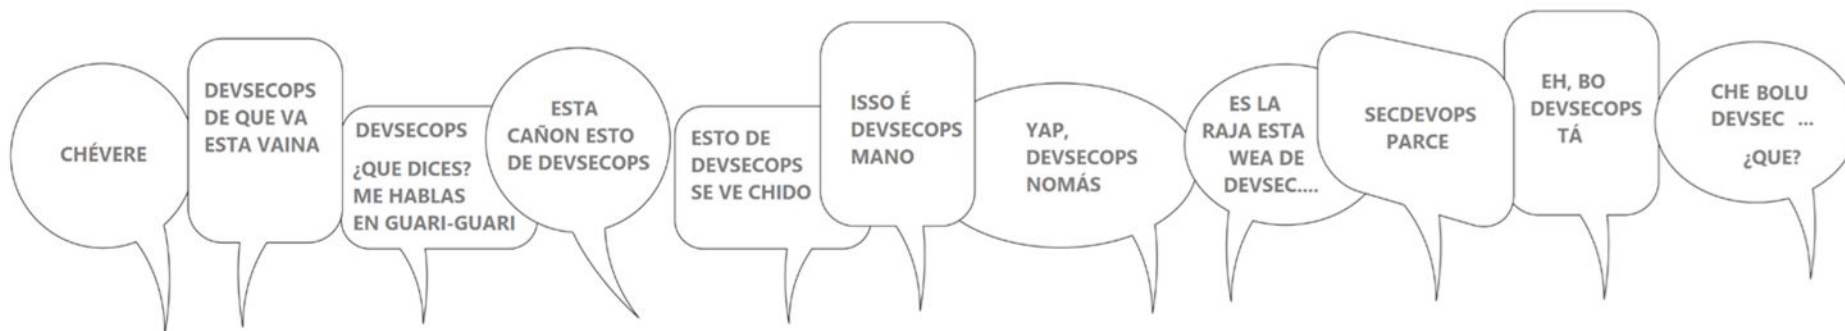 CHÉVERE
DEVSECOPS
DE QUE VA
ESTA VAINA
DEVSECOPS
¿QUE DICES?
ME HABLAS
EN GUARI-GUARI
ESTA
CAÑON ESTO
DE DEVSECOPS
ESTO DE
DEVSECOPS
SE VE CHIDO
ISSO É
DEVSECOPS
MANO
YAP,
DEVSECOPS
NOMÁS
ES LA
RAJA ESTA
WEA DE
DEVSEC....
SECDEVOPS
PARCE
EH, BO
DEVSECOPS
TÁ
CHE BOLU
DEVSEC ...
¿QUE?